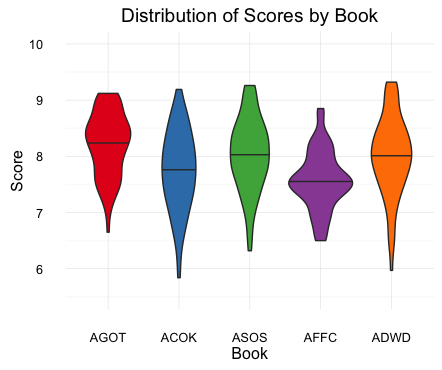 Distribution of Scores by Book
10
9
8
7
6
Score
AGOT ACOK ASOS AFFC ADWD
Book